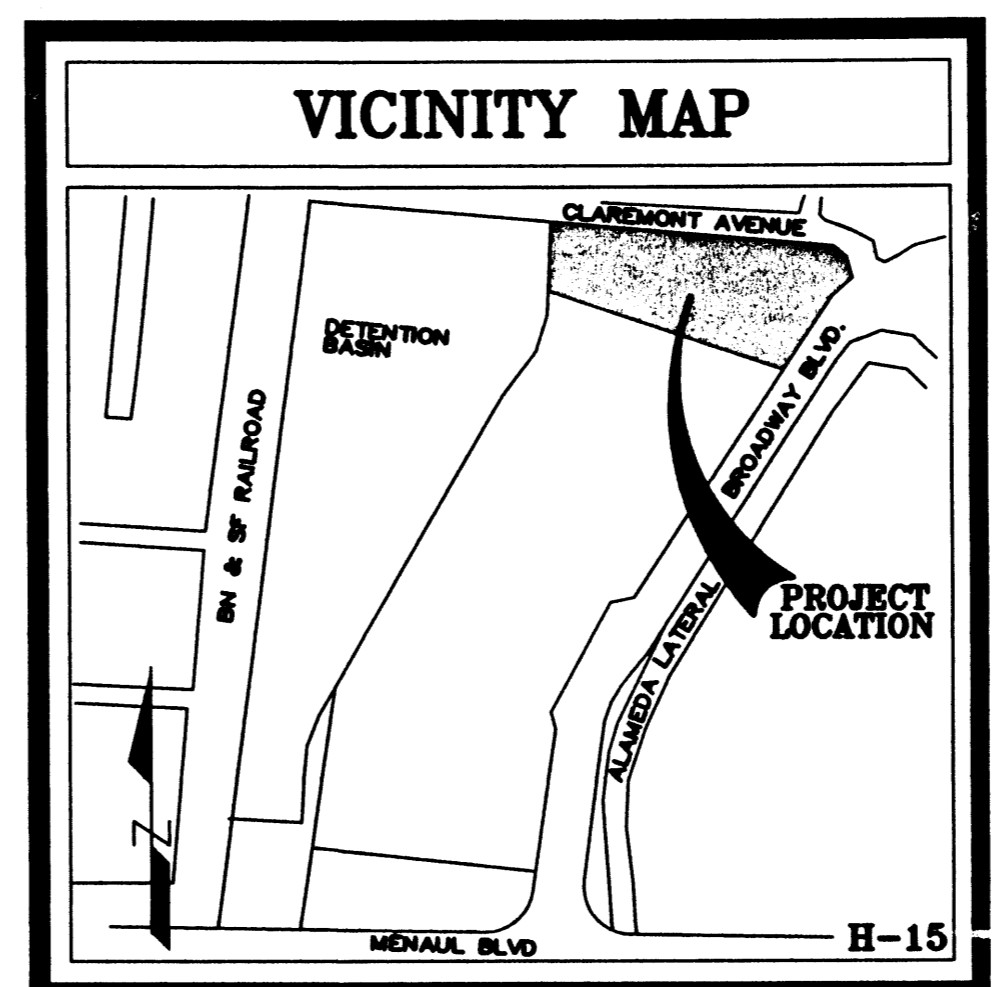 VICINITY MAP
CLAREMONT AVENUE
DETENTION
BASIN
BN & SF RAILROAD
BROADWAY BLVD.
PROJECT
LOCATION
ALAMEDA LATERAL
Z
MENAUL BLVD
H-15